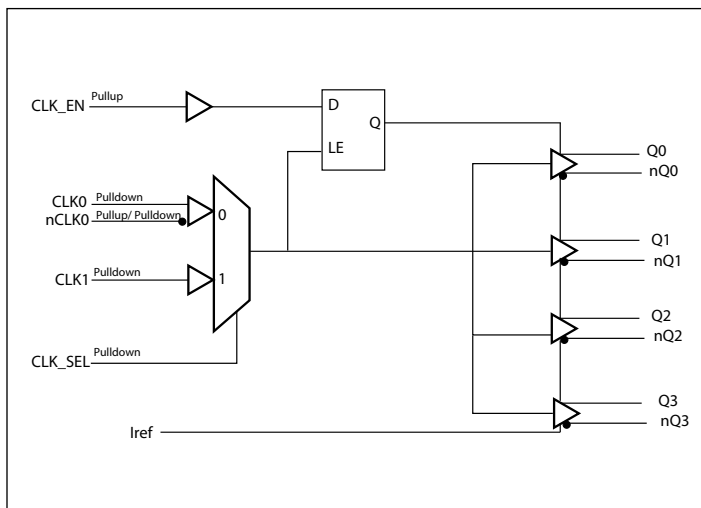 CLK_EN Pullup
D
Q
LE
Q0
nQ0
CLK0 Pulldown
nCLK0 Pullup/ Pulldown
0
Q1
nQ1
CLK1 Pulldown
1
Q2
nQ2
CLK_SEL Pulldown
Q3
nQ3
Iref